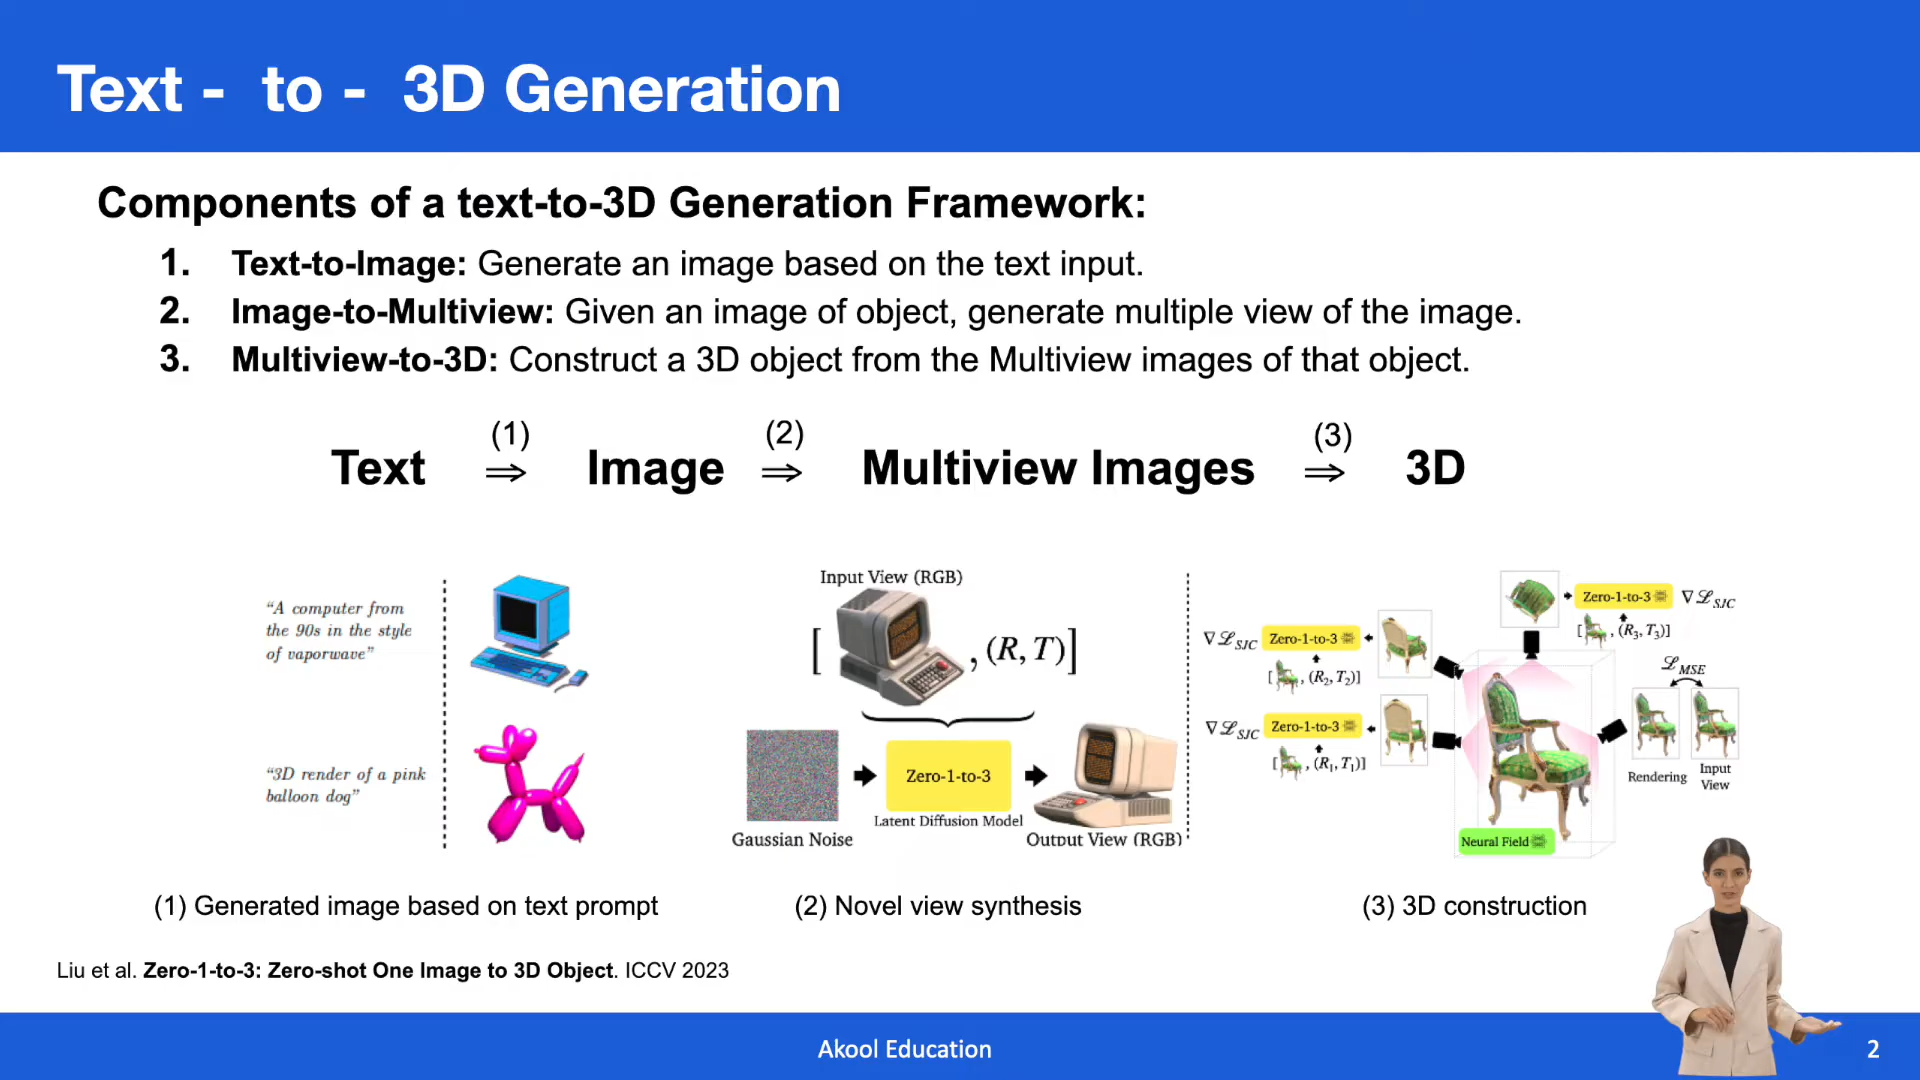 Text - to - 3D Generation
Components of a text-to-3D Generation Framework:
1. Text-to-Image: Generate an image based on the text input.
2. Image-to-Multiview: Given an image of object, generate multiple view of the image.
3. Multiview-to-3D: Construct a 3D object from the Multiview images of that object.
(1) (2) (3)
Text ⇒ Image ⇒ Multiview Images ⇒ 3D
“A computer from
the 90s in the style
of vaporwave”
“3D render of a pink
balloon dog”
(1) Generated image based on text prompt
Input View (RGB)
[ , (R, T)]
Zero-1-to-3
Latent Diffusion Model
Gaussian Noise
Output View (RGB)
(2) Novel view synthesis
Zero-1-to-3 ∇ℒSJC
[ , (R3, T3)]
∇ℒSJC Zero-1-to-3
[ , (R2, T2)]
ℒMSE
∇ℒSJC Zero-1-to-3
[ , (R1, T1)]
Rendering
Input
View
Neural Field
(3) 3D construction
Liu et al. Zero-1-to-3: Zero-shot One Image to 3D Object. ICCV 2023
Akool Education
2